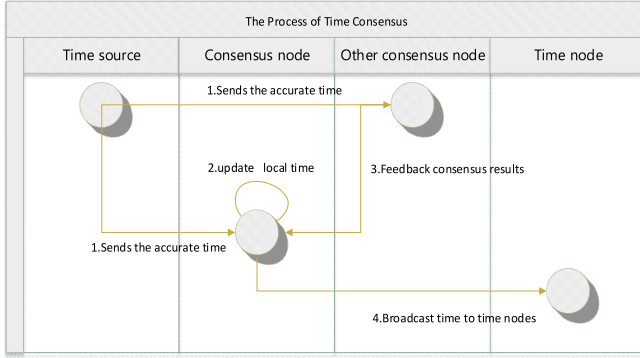 The Process of Time Consensus
Time source
Consensus node
Other consensus node
Time node
1.Sends the accurate time
2.update local time
3.Feedback consensus results
1.Sends the accurate time
4.Broadcast time to time nodes